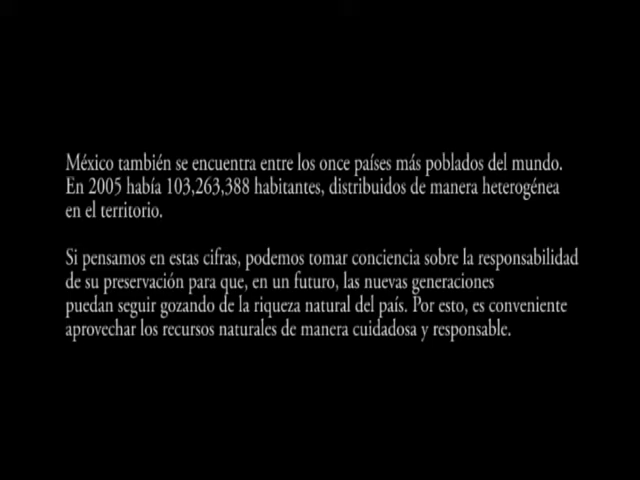 México también se encuentra entre los once países más poblados del mundo.
En 2005 había 103,263,388 habitantes, distribuidos de manera heterogénea
en el territorio.
Si pensamos en estas cifras, podemos tomar conciencia sobre la responsabilidad
de su preservación para que, en un futuro, las nuevas generaciones
puedan seguir gozando de la riqueza natural del país. Por esto, es conveniente
aprovechar los recursos naturales de manera cuidadosa y responsable.